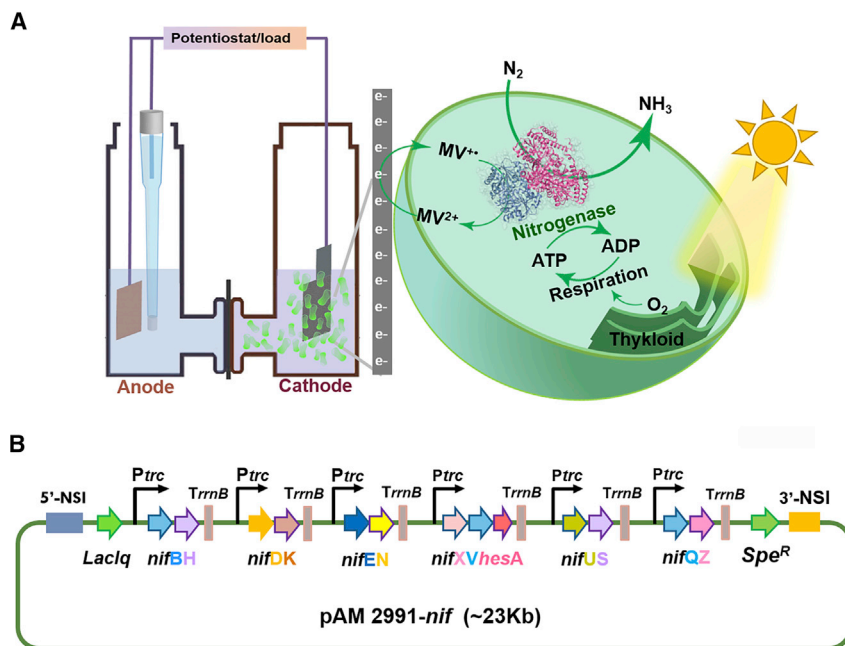 A
Potentiostat/load
Anode
Cathode
e-
e-
e-
e-
e-
e-
e-
e-
e-
e-
e-
N₂
NH₃
MV⁺•
MV²⁺
Nitrogenase
ATP
ADP
Respiration
O₂
Thykloid
B
5'-NSI
Ptrc
TrrnB
Ptrc
TrrnB
Ptrc
TrrnB
Ptrc
TrrnB
Ptrc
TrrnB
Ptrc
TrrnB
3'-NSI
LacIq
nifBH
nifDK
nifEN
nifXVhesA
nifUS
nifQZ
Speᴿ
pAM 2991-nif (~23Kb)